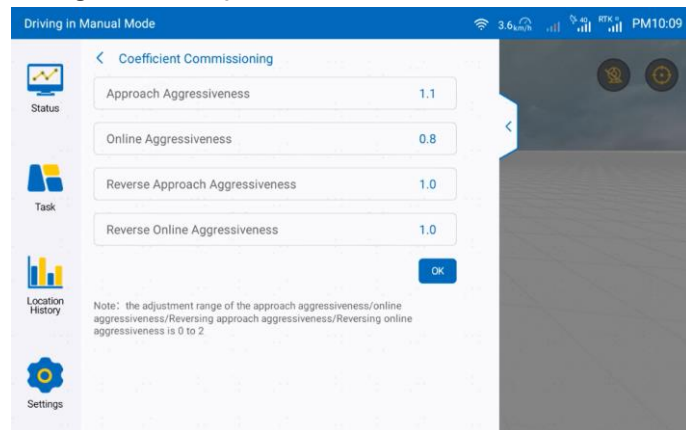 Driving in Manual Mode
3.6km/h
40
RTK
PM10:09
Status
Task
Location
History
Settings
Coefficient Commissioning
Approach Aggressiveness 1.1
Online Aggressiveness 0.8
Reverse Approach Aggressiveness 1.0
Reverse Online Aggressiveness 1.0
OK
Note: the adjustment range of the approach aggressiveness/online
aggressiveness/Reversing approach aggressiveness/Reversing online
aggressiveness is 0 to 2